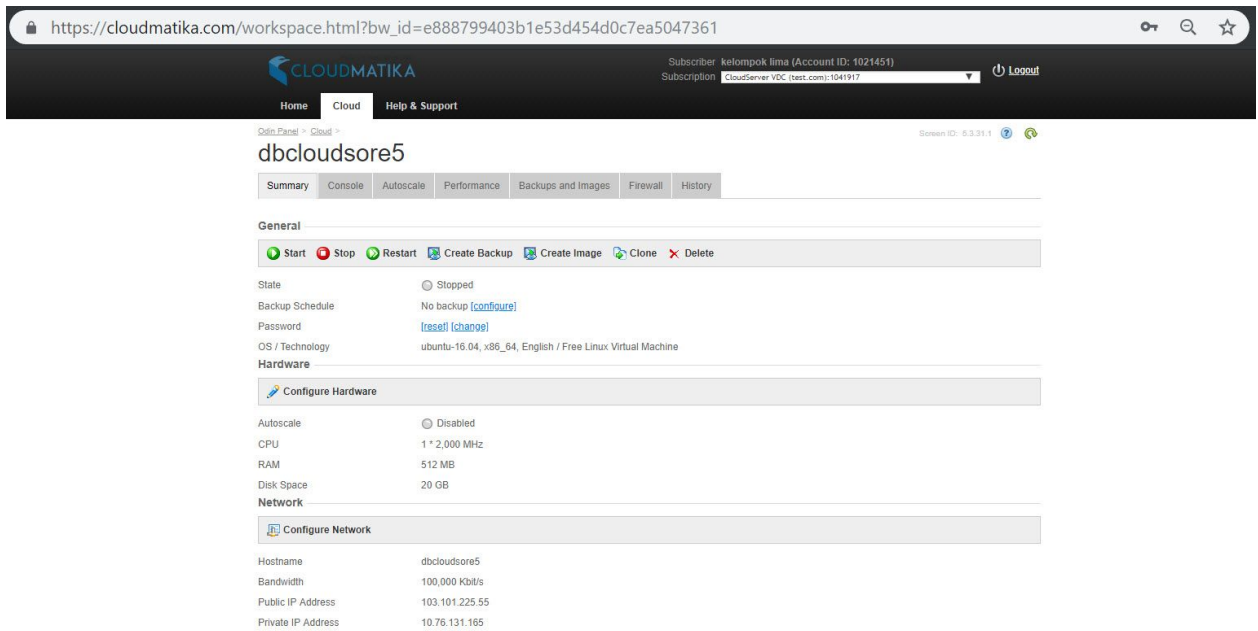 https://cloudmatika.com/workspace.html?bw_id=e888799403b1e53d454d0c7ea5047361
CLOUDMATIKA
Subscriber kelompok lima (Account ID: 1021451)
Subscription CloudServer VDC (test.com):1041917
Logout
Home Cloud Help & Support
Odin Panel > Cloud >
Screen ID: 6.3.31.1
dbcloudsore5
Summary Console Autoscale Performance Backups and Images Firewall History
General
Start Stop Restart Create Backup Create Image Clone Delete
State Stopped
Backup Schedule No backup [configure]
Password [reset] [change]
OS / Technology ubuntu-16.04, x86_64, English / Free Linux Virtual Machine
Hardware
Configure Hardware
Autoscale Disabled
CPU 1 * 2,000 MHz
RAM 512 MB
Disk Space 20 GB
Network
Configure Network
Hostname dbcloudsore5
Bandwidth 100,000 Kbit/s
Public IP Address 103.101.225.55
Private IP Address 10.76.131.165